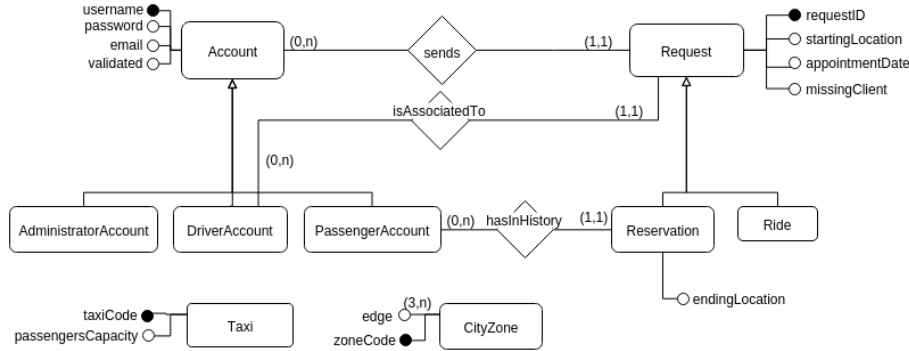 username
password
email
validated
Account
(0,n)
sends
(1,1)
Request
requestID
startingLocation
appointmentDate
missingClient
isAssociatedTo
(1,1)
(0,n)
AdministratorAccount
DriverAccount
PassengerAccount
(0,n)
hasInHistory
(1,1)
Reservation
Ride
endingLocation
taxiCode
passengersCapacity
Taxi
(3,n)
edge
zoneCode
CityZone